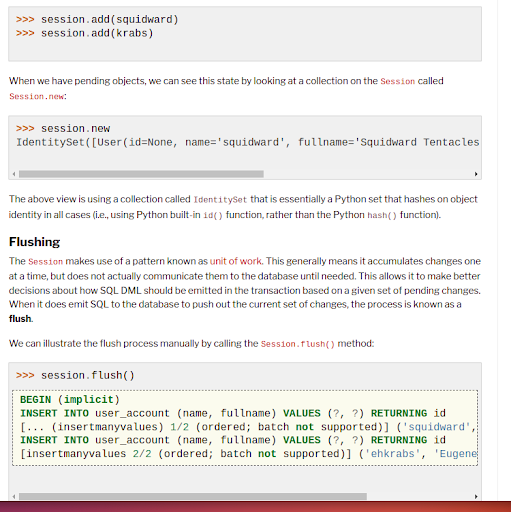 >>> session.add(squidward)
>>> session.add(krabs)
When we have pending objects, we can see this state by looking at a collection on the Session called
Session.new:
>>> session.new
IdentitySet([User(id=None, name='squidward', fullname='Squidward Tentacles
The above view is using a collection called IdentitySet that is essentially a Python set that hashes on object
identity in all cases (i.e., using Python built-in id() function, rather than the Python hash() function).
Flushing
The Session makes use of a pattern known as unit of work. This generally means it accumulates changes one
at a time, but does not actually communicate them to the database until needed. This allows it to make better
decisions about how SQL DML should be emitted in the transaction based on a given set of pending changes.
When it does emit SQL to the database to push out the current set of changes, the process is known as a
flush.
We can illustrate the flush process manually by calling the Session.flush() method:
>>> session.flush()
BEGIN (implicit)
INSERT INTO user_account (name, fullname) VALUES (?, ?) RETURNING id
[... (insertmanyvalues) 1/2 (ordered; batch not supported)] ('squidward',
INSERT INTO user_account (name, fullname) VALUES (?, ?) RETURNING id
[insertmanyvalues 2/2 (ordered; batch not supported)] ('ehkrabs', 'Eugene